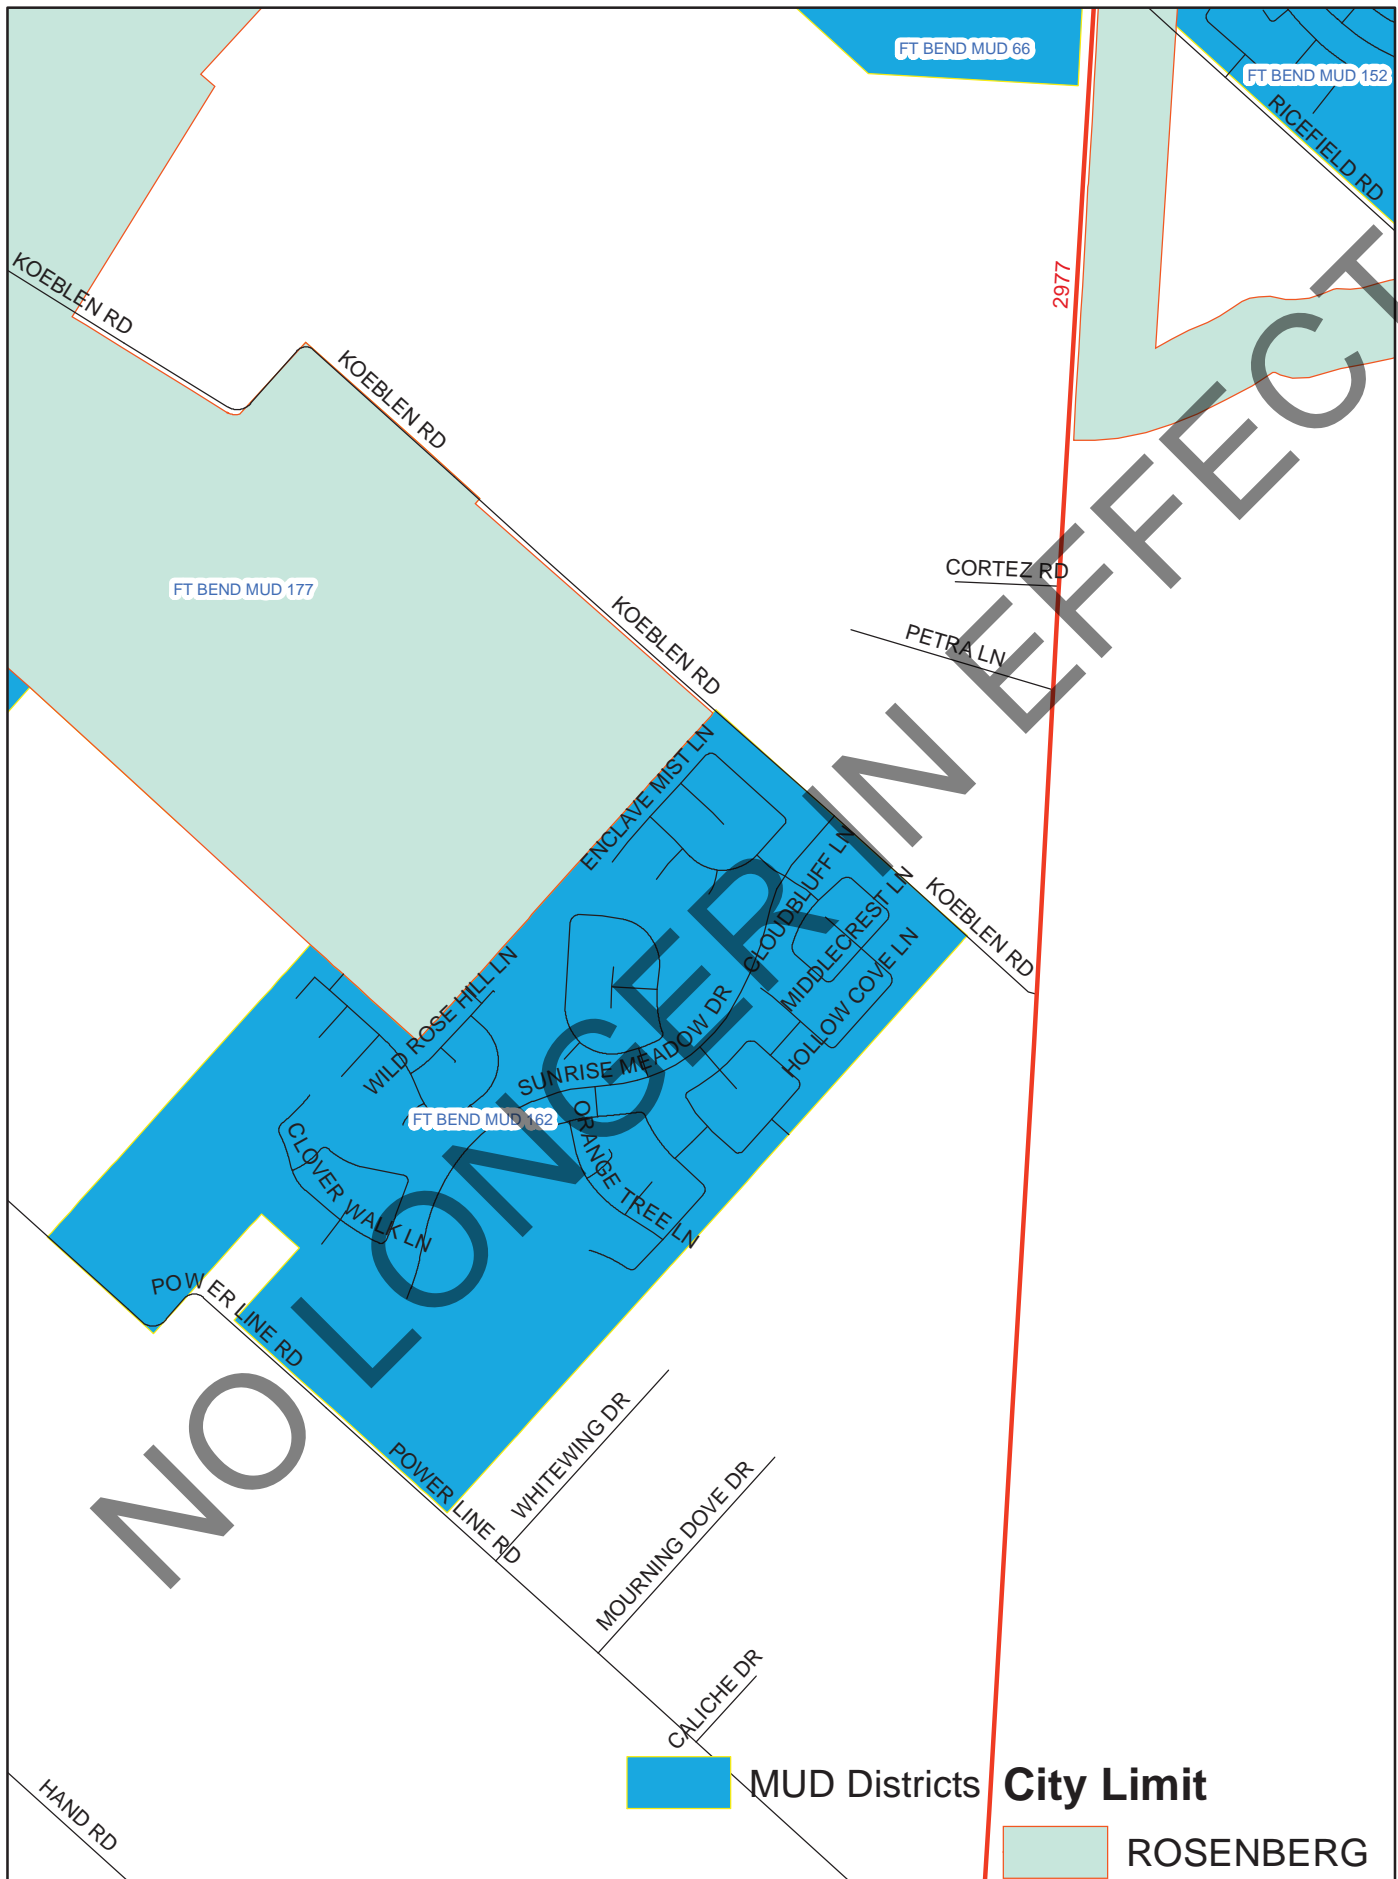 FT BEND MUD 66
FT BEND MUD 152
RICEFIELD RD
KOEBLEN RD
2977
KOEBLEN RD
CORTEZ RD
FT BEND MUD 177
KOEBLEN RD
PETRA LN
ENCLAVE MIST LN
CLOUDBLUFF LN
MIDDLECREST LN
KOEBLEN RD
HOLLOW COVE LN
WILD ROSE HILL LN
SUNRISE MEADOW DR
FT BEND MUD 162
ORANGE TREE LN
CLOVER WALK LN
POWER LINE RD
POWER LINE RD
WHITEWING DR
MOURNING DOVE DR
CALICHE DR
HAND RD
NO LONGER IN EFFECT
MUD Districts
City Limit
ROSENBERG